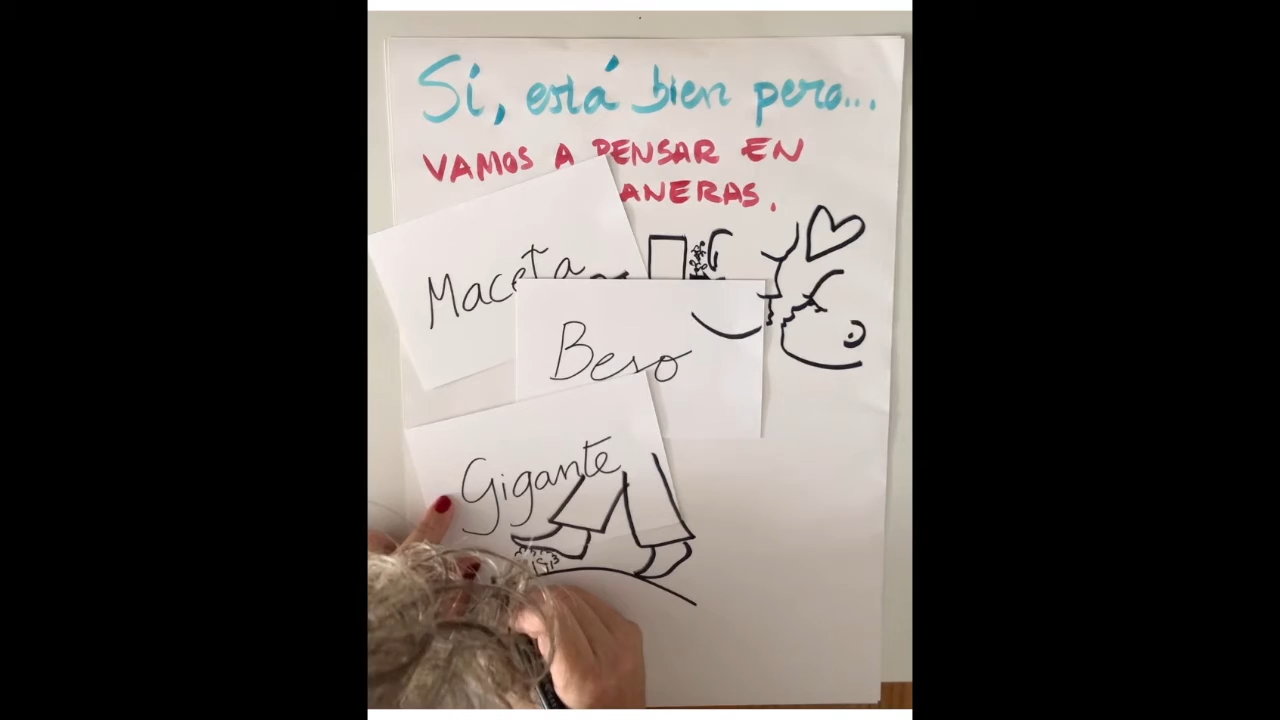 Sí, está bien pero...
VAMOS A PENSAR EN
ANERAS.
Maceta
Beso
Gigante